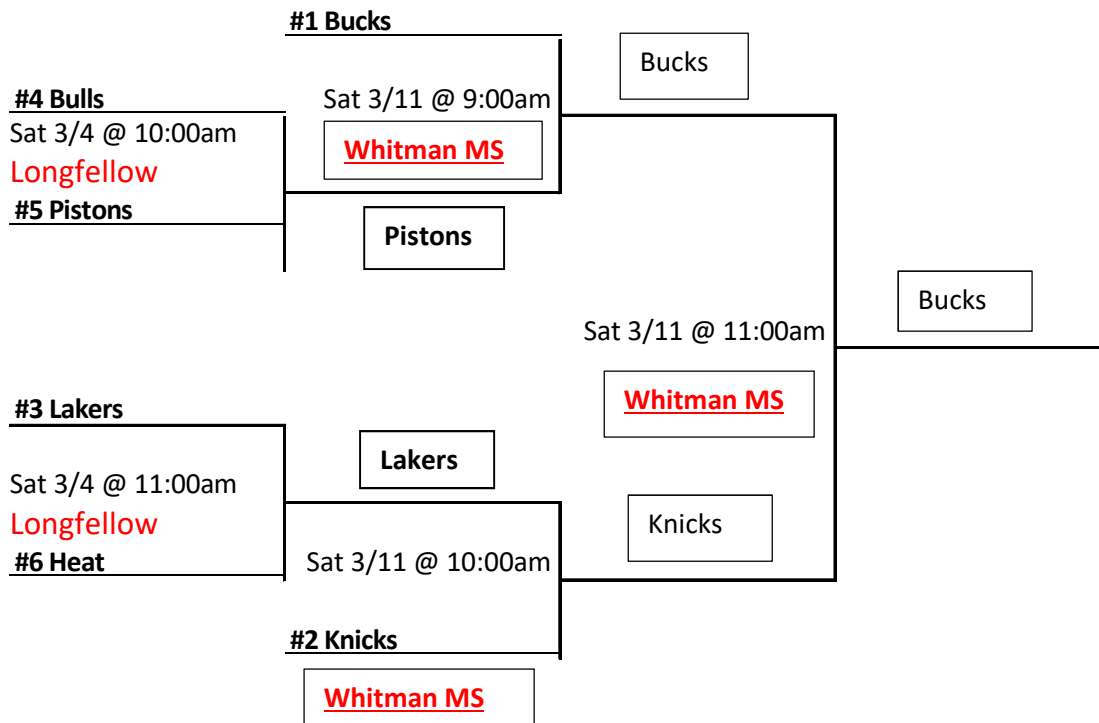 #1 Bucks
Bucks
#4 Bulls
Sat 3/11 @ 9:00am
Sat 3/4 @ 10:00am
Whitman MS
Longfellow
#5 Pistons
Pistons
Bucks
Sat 3/11 @ 11:00am
Whitman MS
#3 Lakers
Lakers
Sat 3/4 @ 11:00am
Longfellow
Knicks
#6 Heat
Sat 3/11 @ 10:00am
#2 Knicks
Whitman MS